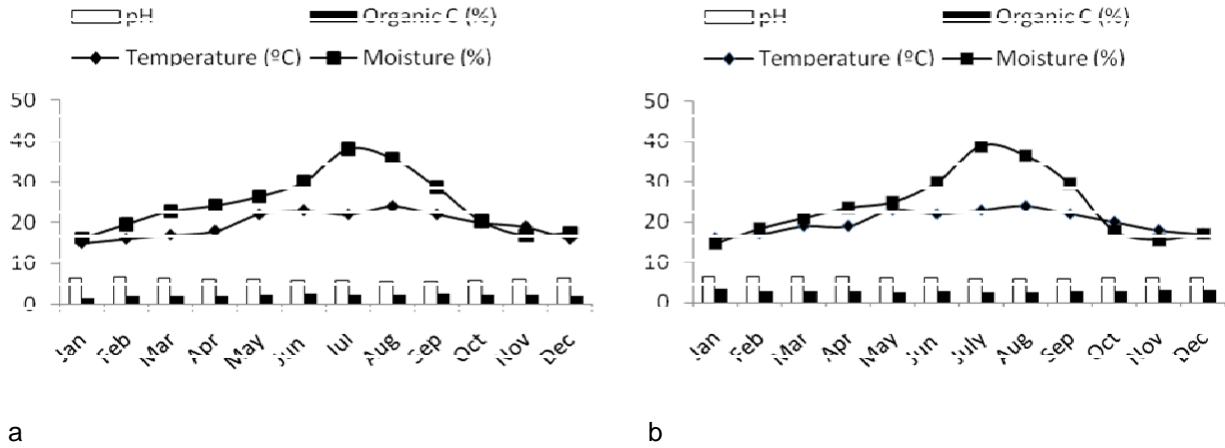 pH Organic C (%)
Temperature (ºC) Moisture (%)
50
40
30
20
10
0
Jan Feb Mar Apr May Jun Jul Aug Sep Oct Nov Dec
a
pH Organic C (%)
Temperature (ºC) Moisture (%)
50
40
30
20
10
0
Jan Feb Mar Apr May Jun July Aug Sep Oct Nov Dec
b